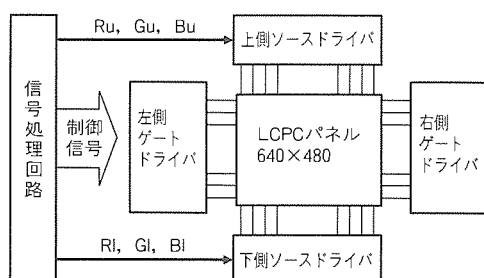 Ru, Gu, Bu
上側ソースドライバ
信号処理回路
制御
信号
左側
ゲート
ドライバ
LCPCパネル
640×480
右側
ゲート
ドライバ
Rl, Gl, Bl
下側ソースドライバ